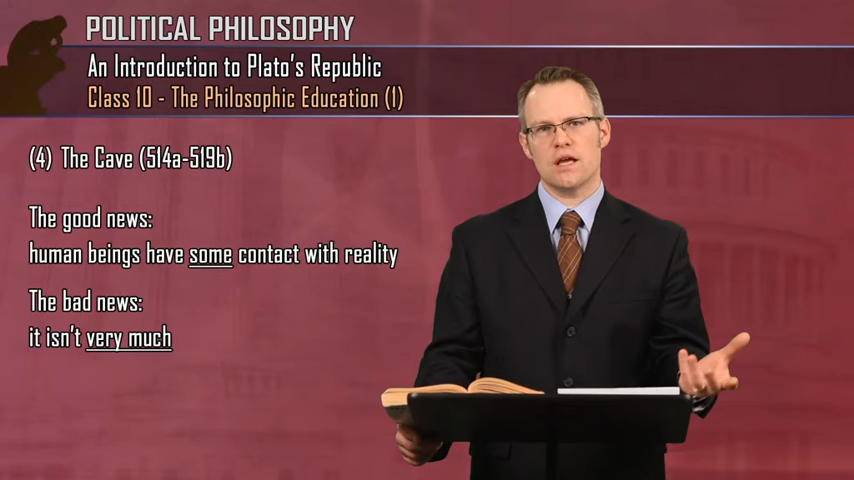 POLITICAL PHILOSOPHY
An Introduction to Plato's Republic
Class 10 - The Philosophic Education (1)
(4) The Cave (514a-519b)
The good news:
human beings have some contact with reality
The bad news:
it isn't very much